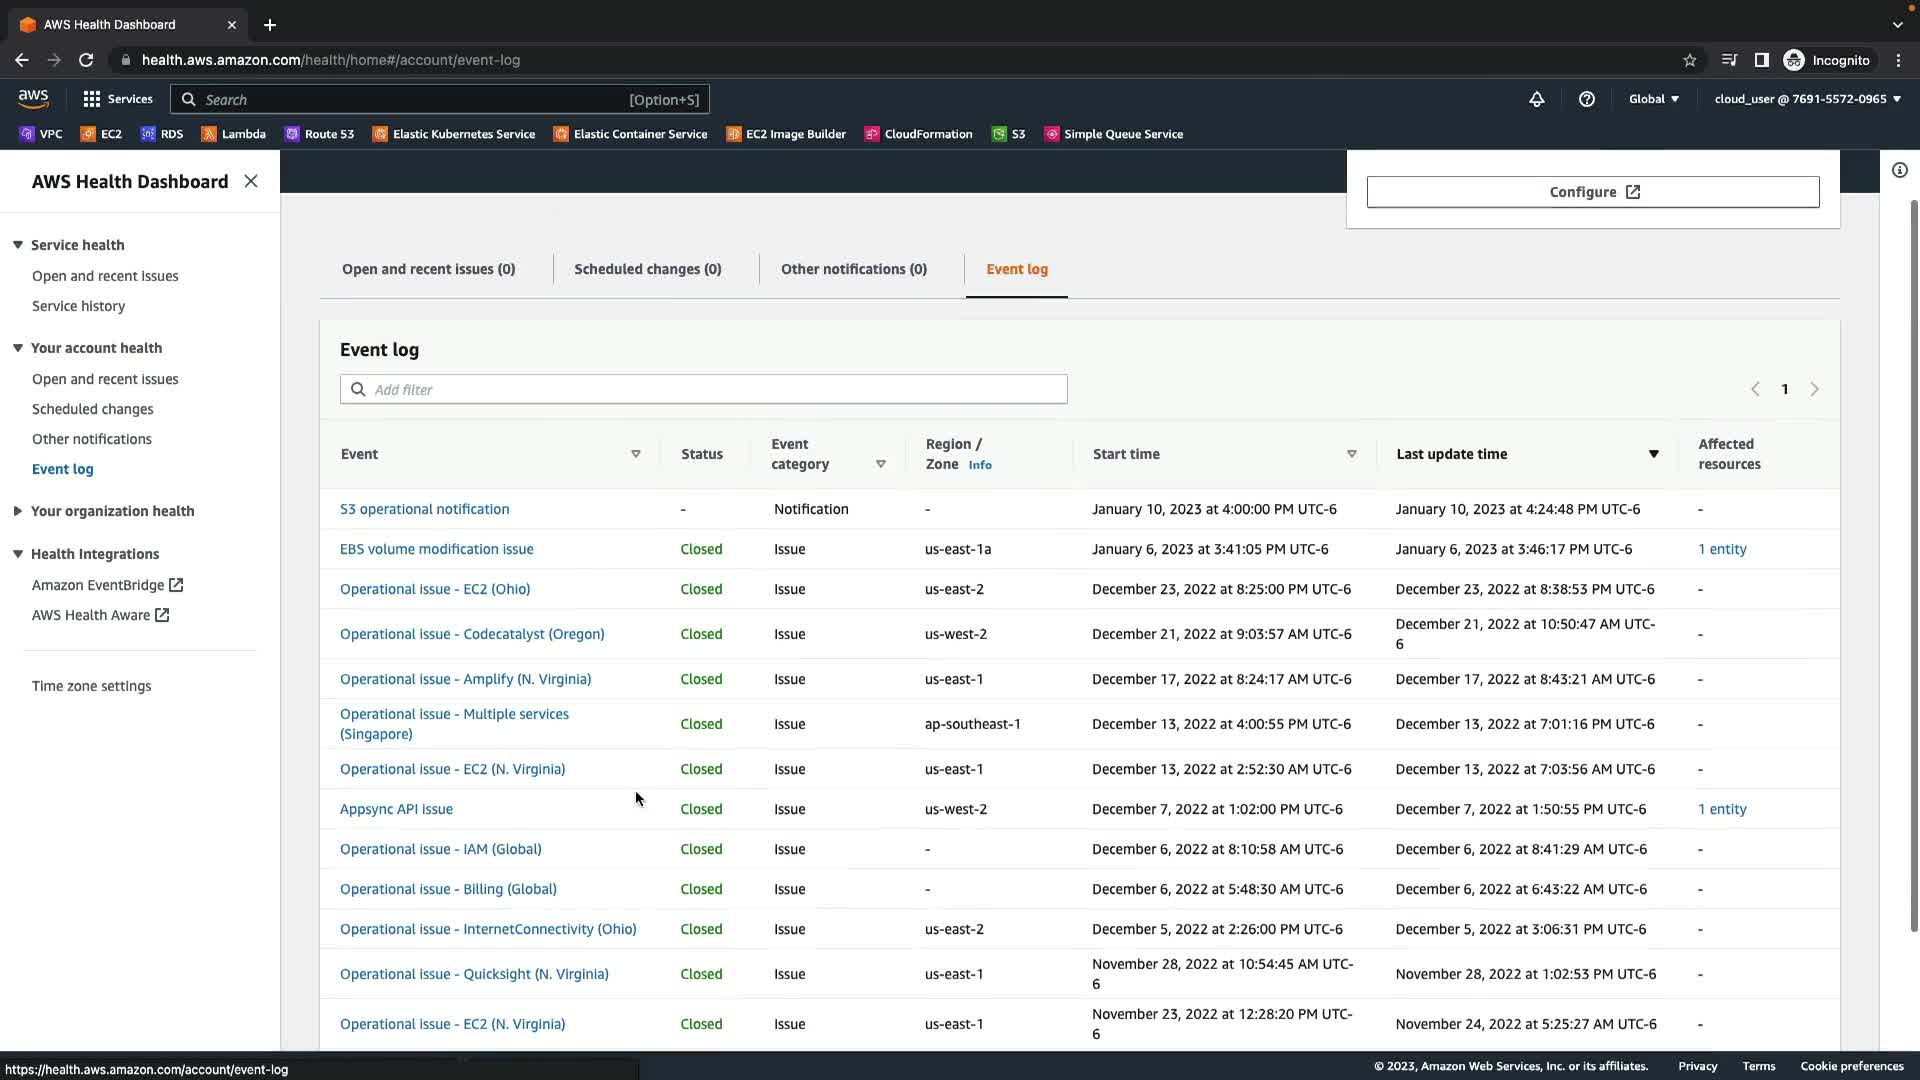 AWS Health Dashboard
health.aws.amazon.com/health/home#/account/event-log
Incognito
aws
Services
Search
[Option+S]
Global
cloud_user @ 7691-5572-0965
VPC
EC2
RDS
Lambda
Route 53
Elastic Kubernetes Service
Elastic Container Service
EC2 Image Builder
CloudFormation
S3
Simple Queue Service
AWS Health Dashboard
Service health
Open and recent issues
Service history
Your account health
Open and recent issues
Scheduled changes
Other notifications
Event log
Your organization health
Health Integrations
Amazon EventBridge
AWS Health Aware
Time zone settings
Configure
Open and recent issues (0)
Scheduled changes (0)
Other notifications (0)
Event log
Event log
Add filter
1
Event
Status
Event
category
Region /
Zone Info
Start time
Last update time
Affected
resources
S3 operational notification - Notification - January 10, 2023 at 4:00:00 PM UTC-6 January 10, 2023 at 4:24:48 PM UTC-6 -
EBS volume modification issue Closed Issue us-east-1a January 6, 2023 at 3:41:05 PM UTC-6 January 6, 2023 at 3:46:17 PM UTC-6 1 entity
Operational issue - EC2 (Ohio) Closed Issue us-east-2 December 23, 2022 at 8:25:00 PM UTC-6 December 23, 2022 at 8:38:53 PM UTC-6 -
Operational issue - Codecatalyst (Oregon) Closed Issue us-west-2 December 21, 2022 at 9:03:57 AM UTC-6 December 21, 2022 at 10:50:47 AM UTC-
6 -
Operational issue - Amplify (N. Virginia) Closed Issue us-east-1 December 17, 2022 at 8:24:17 AM UTC-6 December 17, 2022 at 8:43:21 AM UTC-6 -
Operational issue - Multiple services
(Singapore) Closed Issue ap-southeast-1 December 13, 2022 at 4:00:55 PM UTC-6 December 13, 2022 at 7:01:16 PM UTC-6 -
Operational issue - EC2 (N. Virginia) Closed Issue us-east-1 December 13, 2022 at 2:52:30 AM UTC-6 December 13, 2022 at 7:03:56 AM UTC-6 -
Appsync API issue Closed Issue us-west-2 December 7, 2022 at 1:02:00 PM UTC-6 December 7, 2022 at 1:50:55 PM UTC-6 1 entity
Operational issue - IAM (Global) Closed Issue - December 6, 2022 at 8:10:58 AM UTC-6 December 6, 2022 at 8:41:29 AM UTC-6 -
Operational issue - Billing (Global) Closed Issue - December 6, 2022 at 5:48:30 AM UTC-6 December 6, 2022 at 6:43:22 AM UTC-6 -
Operational issue - InternetConnectivity (Ohio) Closed Issue us-east-2 December 5, 2022 at 2:26:00 PM UTC-6 December 5, 2022 at 3:06:31 PM UTC-6 -
Operational issue - Quicksight (N. Virginia) Closed Issue us-east-1 November 28, 2022 at 10:54:45 AM UTC-
6 November 28, 2022 at 1:02:53 PM UTC-6 -
Operational issue - EC2 (N. Virginia) Closed Issue us-east-1 November 23, 2022 at 12:28:20 PM UTC-
6 November 24, 2022 at 5:25:27 AM UTC-6 -
https://health.aws.amazon.com/account/event-log
© 2023, Amazon Web Services, Inc. or its affiliates.
Privacy
Terms
Cookie preferences